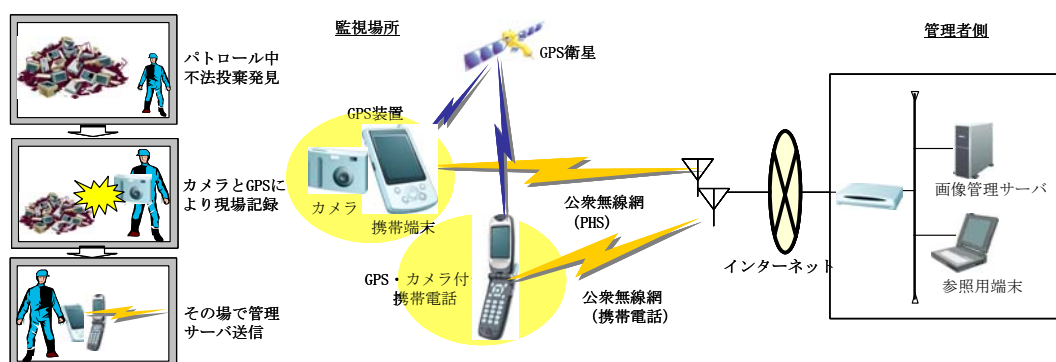 パトロール中
不法投棄発見
カメラとGPSに
より現場記録
その場で管理
サーバ送信
監視場所
GPS衛星
GPS装置
カメラ
携帯端末
GPS・カメラ付
携帯電話
公衆無線網
(PHS)
公衆無線網
(携帯電話)
インターネット
管理者側
画像管理サーバ
参照用端末